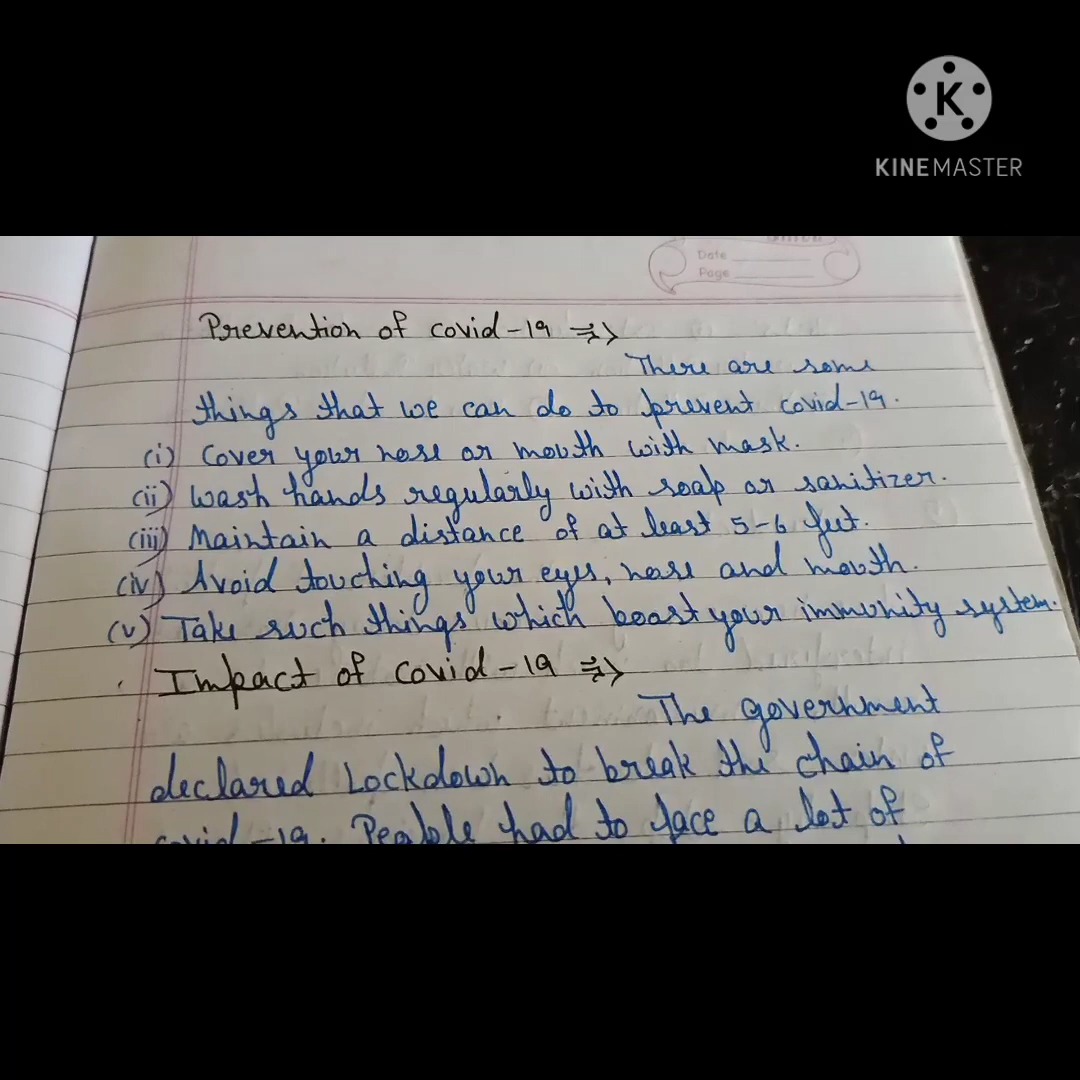 KINEMASTER
Date
Page
Prevention of covid-19 ⇒
There are some
things that we can do to prevent covid-19.
(i) Cover your nose or mouth with mask.
(ii) Wash hands regularly with soap or sanitizer.
(iii) Maintain a distance of at least 5-6 feet.
(iv) Avoid touching your eyes, nose and mouth.
(v) Take such things which boost your immunity system.
Impact of covid-19 ⇒
The government
declared Lockdown to break the chain of
covid-19. People had to face a lot of